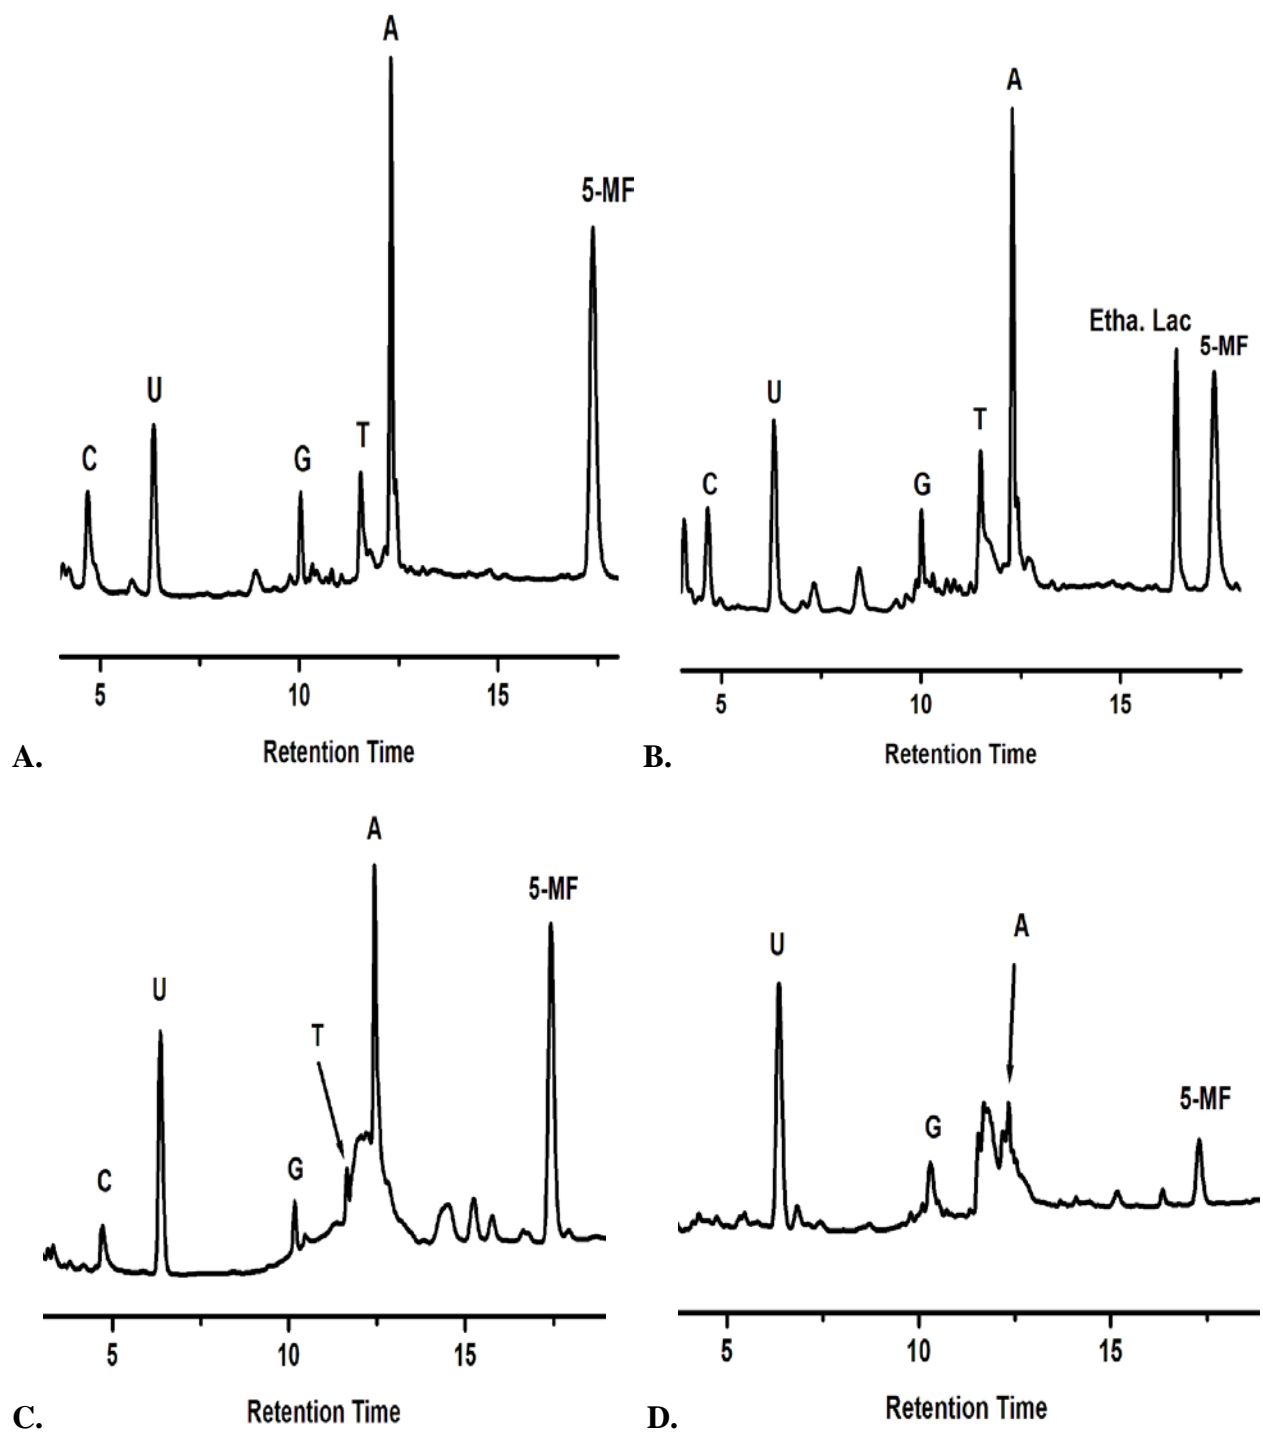 A
5-MF
U
C
G
T
5
10
15
Retention Time
A.
A
Etha. Lac
5-MF
U
T
C
G
5
10
15
Retention Time
B.
A
5-MF
U
T
C
G
5
10
15
Retention Time
C.
A
U
5-MF
G
5
10
15
Retention Time
D.